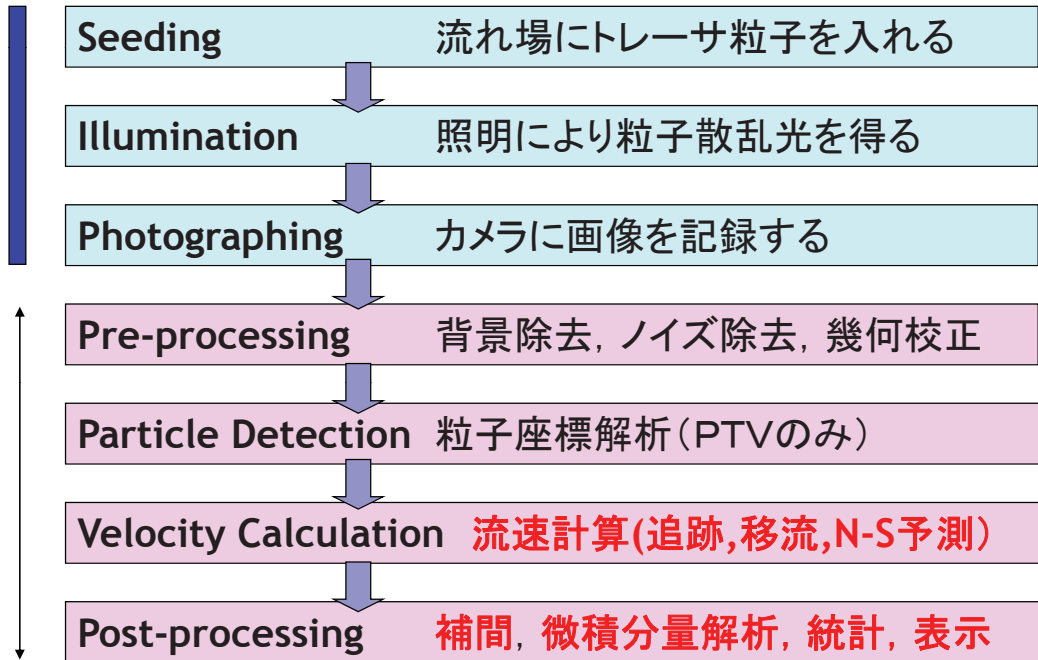 Seeding 流れ場にトレーサ粒子を入れる
Illumination 照明により粒子散乱光を得る
Photographing カメラに画像を記録する
Pre-processing 背景除去，ノイズ除去，幾何校正
Particle Detection 粒子座標解析（ＰＴＶのみ）
Velocity Calculation 流速計算(追跡,移流,N-S予測）
Post-processing 補間，微積分量解析，統計，表示